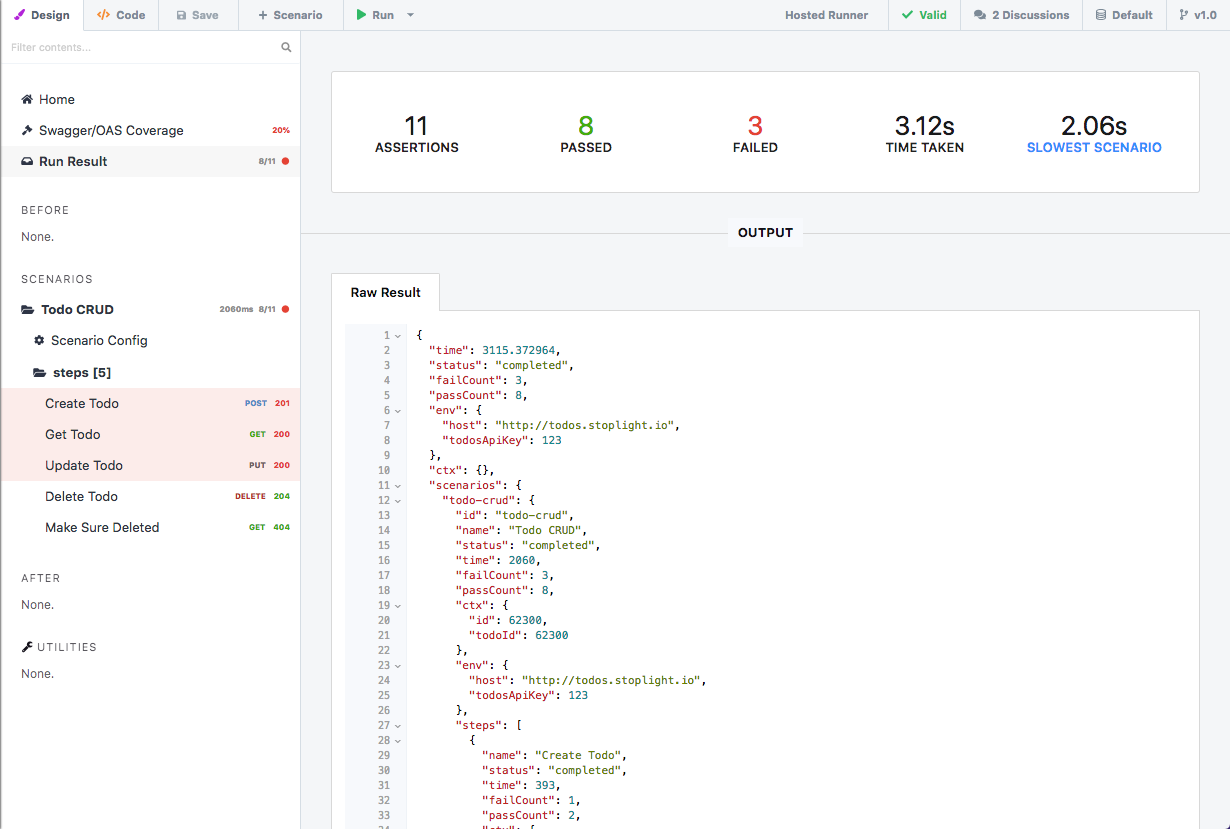 Design
Code
Save
+ Scenario
Run
Hosted Runner
Valid
2 Discussions
Default
v1.0
Filter contents...
Home
Swagger/OAS Coverage 20%
Run Result 8/11
BEFORE
None.
SCENARIOS
Todo CRUD 2060ms 8/11
Scenario Config
steps [5]
Create Todo POST 201
Get Todo GET 200
Update Todo PUT 200
Delete Todo DELETE 204
Make Sure Deleted GET 404
AFTER
None.
UTILITIES
None.
11
ASSERTIONS
8
PASSED
3
FAILED
3.12s
TIME TAKEN
2.06s
SLOWEST SCENARIO
OUTPUT
Raw Result
1 {
2 "time": 3115.372964,
3 "status": "completed",
4 "failCount": 3,
5 "passCount": 8,
6 "env": {
7 "host": "http://todos.stoplight.io",
8 "todosApiKey": 123
9 },
10 "ctx": {},
11 "scenarios": {
12 "todo-crud": {
13 "id": "todo-crud",
14 "name": "Todo CRUD",
15 "status": "completed",
16 "time": 2060,
17 "failCount": 3,
18 "passCount": 8,
19 "ctx": {
20 "id": 62300,
21 "todoId": 62300
22 },
23 "env": {
24 "host": "http://todos.stoplight.io",
25 "todosApiKey": 123
26 },
27 "steps": [
28 {
29 "name": "Create Todo",
30 "status": "completed",
31 "time": 393,
32 "failCount": 1,
33 "passCount": 2,